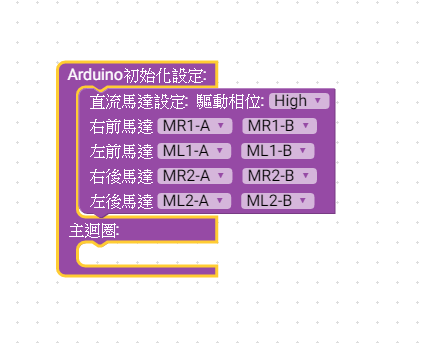 Arduino初始化設定:
直流馬達設定: 驅動相位: High
右前馬達 MR1-A MR1-B
左前馬達 ML1-A ML1-B
右後馬達 MR2-A MR2-B
左後馬達 ML2-A ML2-B
主迴圈: